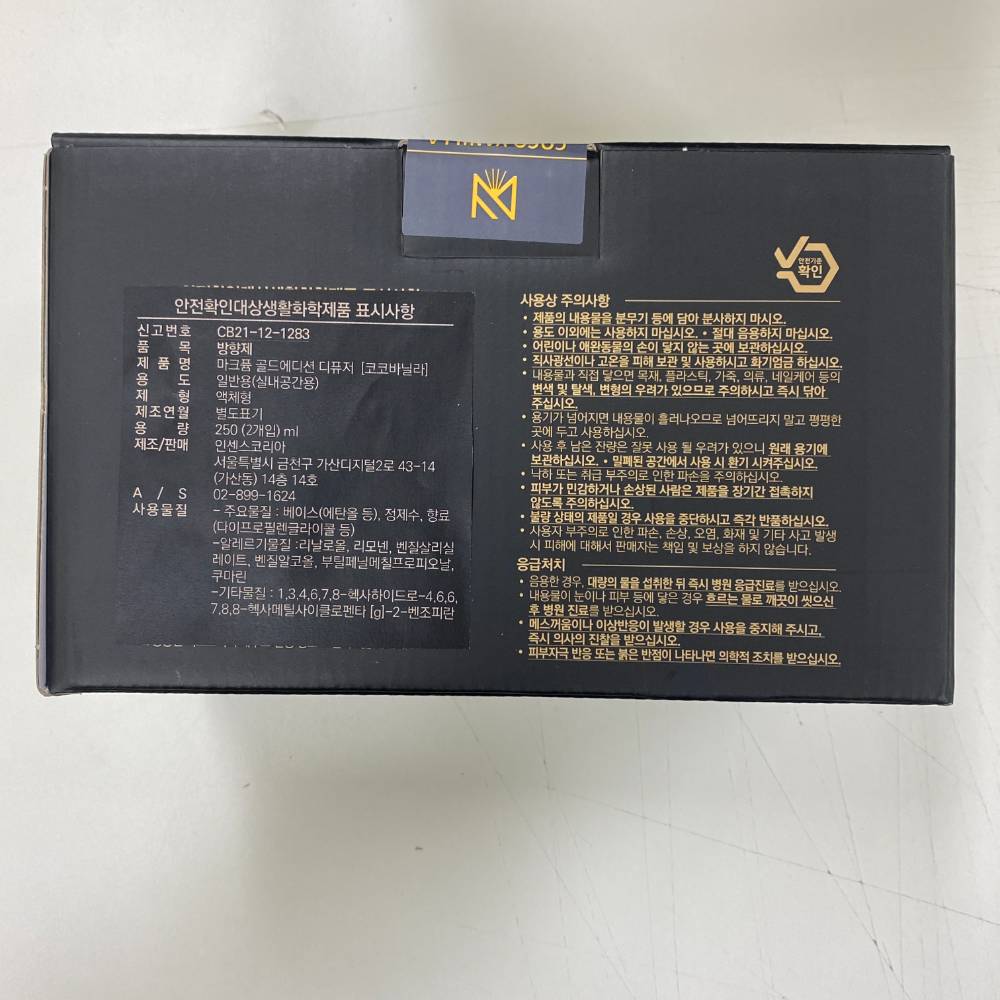 안전기준
확인
안전확인대상생활화학제품 표시사항
신고번호 CB21-12-1283
품 목 방향제
제 품 명 마크퓸 골드에디션 디퓨저 [코코바닐라]
용 도 일반용(실내공간용)
제 형 액체형
제조연월 별도표기
용 량 250 (2개입) ml
제조/판매 인센스코리아
서울특별시 금천구 가산디지털2로 43-14
(가산동) 14층 14호
A / S 02-899-1624
사용물질 - 주요물질 : 베이스(에탄올 등), 정제수, 향료
(다이프로필렌글라이콜 등)
-알레르기물질 :리날로올, 리모넨, 벤질살리실
레이트, 벤질알코올, 부틸페닐메칠프로피오날,
쿠마린
-기타물질 : 1,3,4,6,7,8-헥사하이드로-4,6,6,
7,8,8-헥사메틸사이클로펜타 [g]-2-벤조피란
사용상 주의사항
• 제품의 내용물을 분무기 등에 담아 분사하지 마시오.
• 용도 이외에는 사용하지 마십시오. • 절대 음용하지 마십시오.
• 어린이나 애완동물의 손이 닿지 않는 곳에 보관하십시오.
• 직사광선이나 고온을 피해 보관 및 사용하시고 화기엄금 하십시오.
• 내용물과 직접 닿으면 목재, 플라스틱, 가죽, 의류, 네일케어 등의
변색 및 탈색, 변형의 우려가 있으므로 주의하시고 즉시 닦아
주십시오.
• 용기가 넘어지면 내용물이 흘러나오므로 넘어뜨리지 말고 평평한
곳에 두고 사용하십시오.
• 사용 후 남은 잔량은 잘못 사용 될 우려가 있으니 원래 용기에
보관하십시오. • 밀폐된 공간에서 사용 시 환기 시켜주십시오.
• 낙하 또는 취급 부주의로 인한 파손을 주의하십시오.
• 피부가 민감하거나 손상된 사람은 제품을 장기간 접촉하지
않도록 주의하십시오.
• 불량 상태의 제품일 경우 사용을 중단하시고 즉각 반품하십시오.
• 사용자 부주의로 인한 파손, 손상, 오염, 화재 및 기타 사고 발생
시 피해에 대해서 판매자는 책임 및 보상을 하지 않습니다.
응급처치
• 음용한 경우, 대량의 물을 섭취한 뒤 즉시 병원 응급진료를 받으십시오.
• 내용물이 눈이나 피부 등에 닿은 경우 흐르는 물로 깨끗이 씻으신
후 병원 진료를 받으십시오.
• 메스꺼움이나 이상반응이 발생할 경우 사용을 중지해 주시고,
즉시 의사의 진찰을 받으십시오.
• 피부자극 반응 또는 붉은 반점이 나타나면 의학적 조치를 받으십시오.